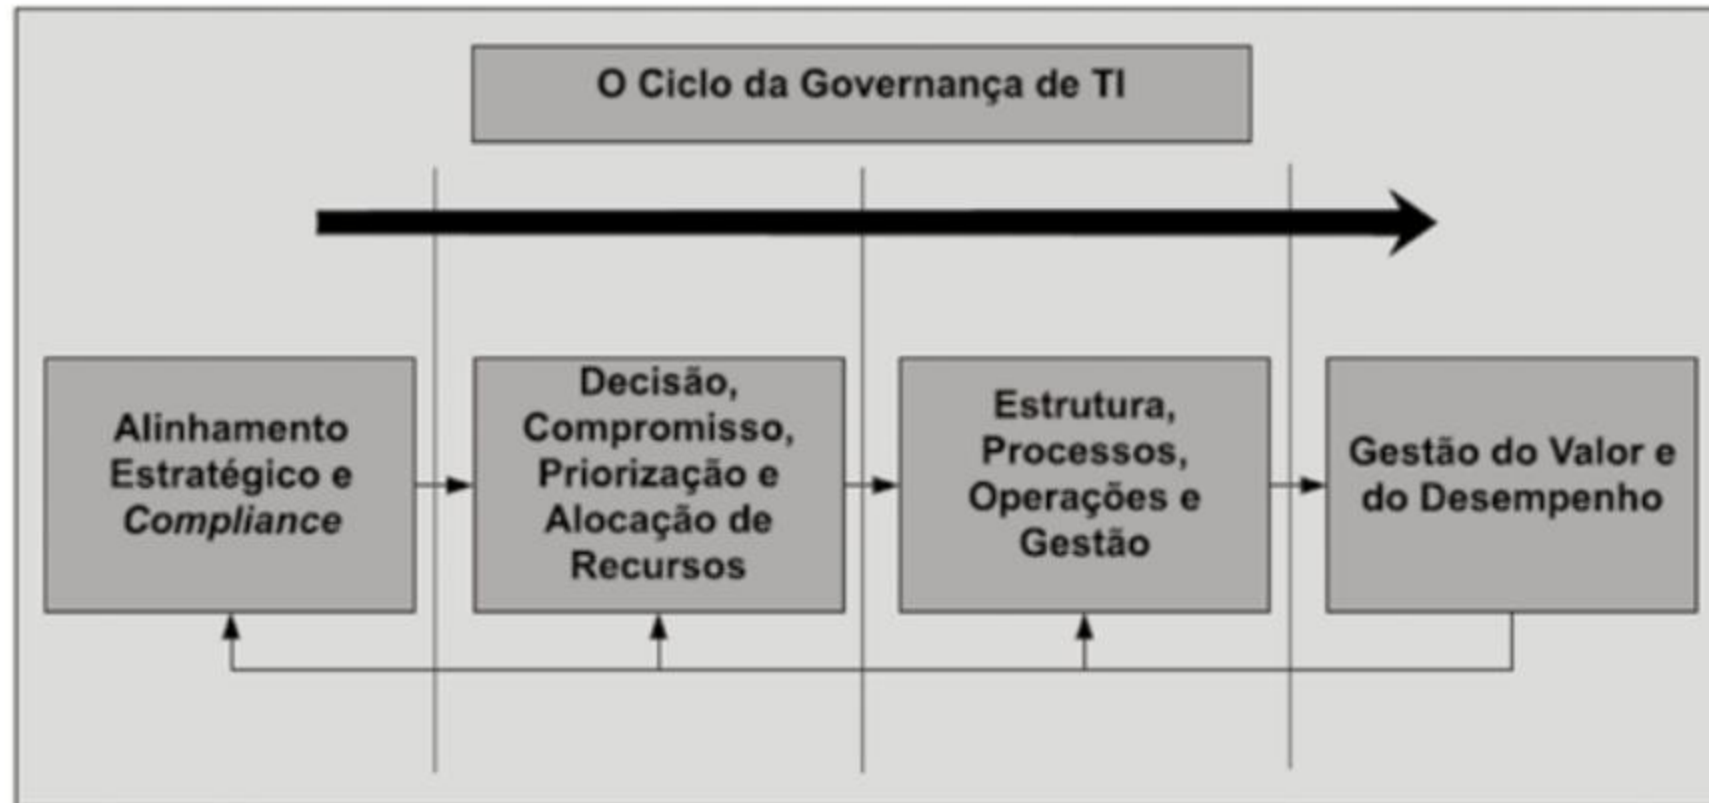 O Ciclo da Governança de TI
Alinhamento
Estratégico e
Compliance
Decisão,
Compromisso,
Priorização e
Alocação de
Recursos
Estrutura,
Processos,
Operações e
Gestão
Gestão do Valor e
do Desempenho